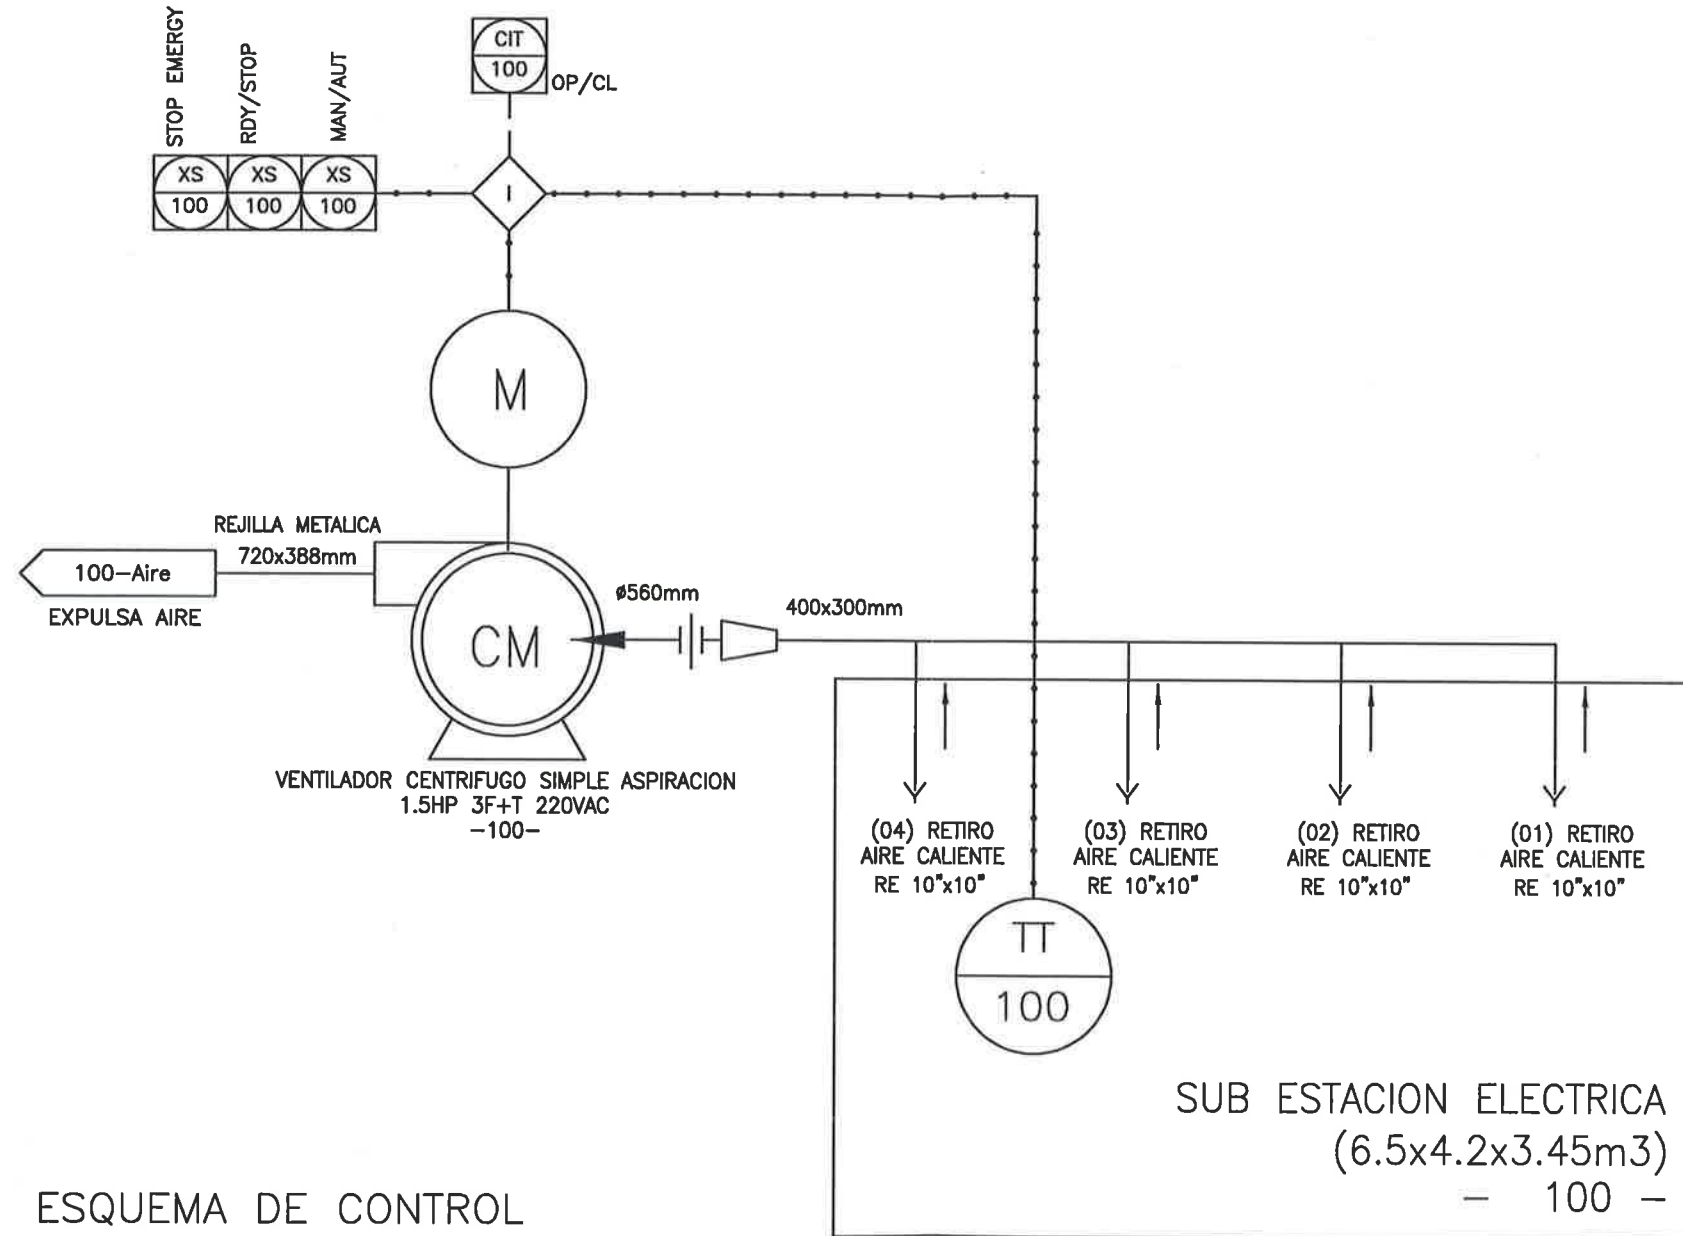 STOP EMERGY
RDY/STOP
MAN/AUT
CIT
100
OP/CL
XS
100
XS
100
XS
100
I
M
REJILLA METALICA
720x388mm
100-Aire
EXPULSA AIRE
CM
ø560mm
400x300mm
VENTILADOR CENTRIFUGO SIMPLE ASPIRACION
1.5HP 3F+T 220VAC
-100-
(04) RETIRO
AIRE CALIENTE
RE 10"x10"
(03) RETIRO
AIRE CALIENTE
RE 10"x10"
(02) RETIRO
AIRE CALIENTE
RE 10"x10"
(01) RETIRO
AIRE CALIENTE
RE 10"x10"
TT
100
SUB ESTACION ELECTRICA
(6.5x4.2x3.45m3)
- 100 -
ESQUEMA DE CONTROL